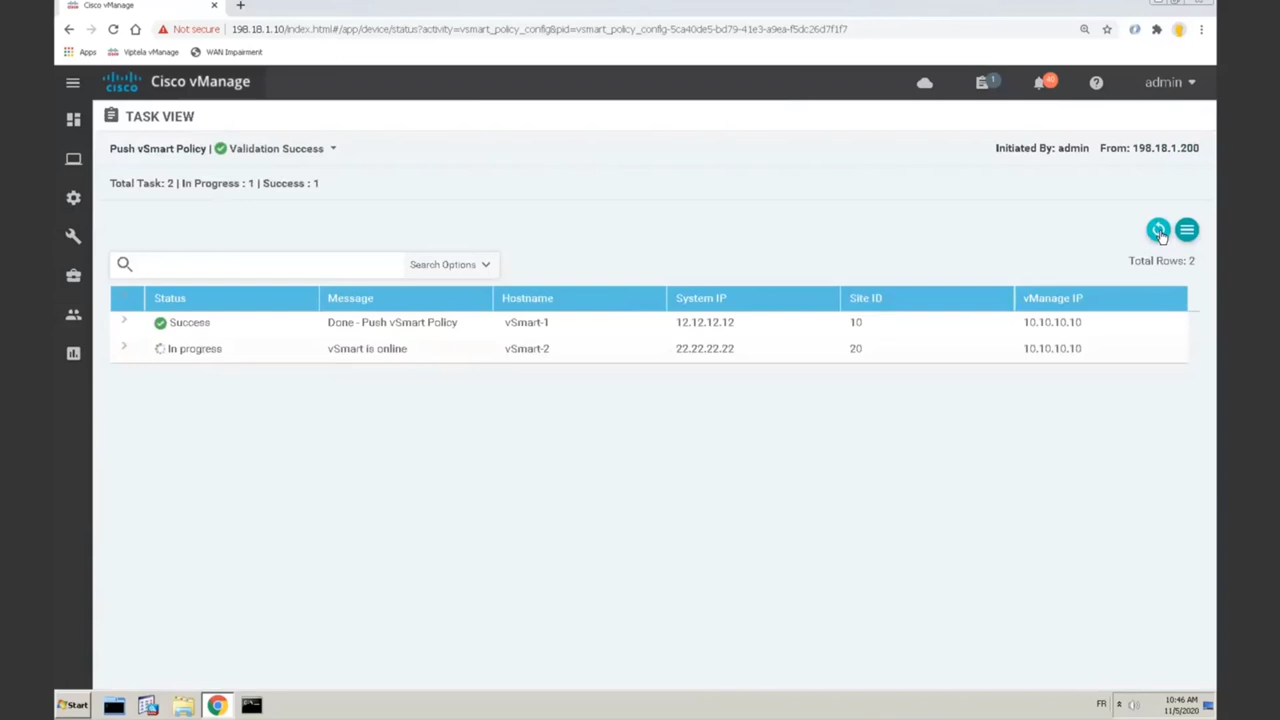 Cisco vManage
Not secure | 198.18.1.10/index.html#/app/device/status?activity=vsmart_policy_config&pid=vsmart_policy_config-5ca40de5-bd79-41e3-a9ea-f5dc26d7f1f7
Apps Viptela vManage WAN Impairment
CISCO Cisco vManage 1 admin
TASK VIEW
Push vSmart Policy | Validation Success Initiated By: admin From: 198.18.1.200
Total Task: 2 | In Progress : 1 | Success : 1
Search Options Total Rows: 2
Status Message Hostname System IP Site ID vManage IP
Success Done - Push vSmart Policy vSmart-1 12.12.12.12 10 10.10.10.10
In progress vSmart is online vSmart-2 22.22.22.22 20 10.10.10.10
Start FR 10:46 AM
11/5/2020